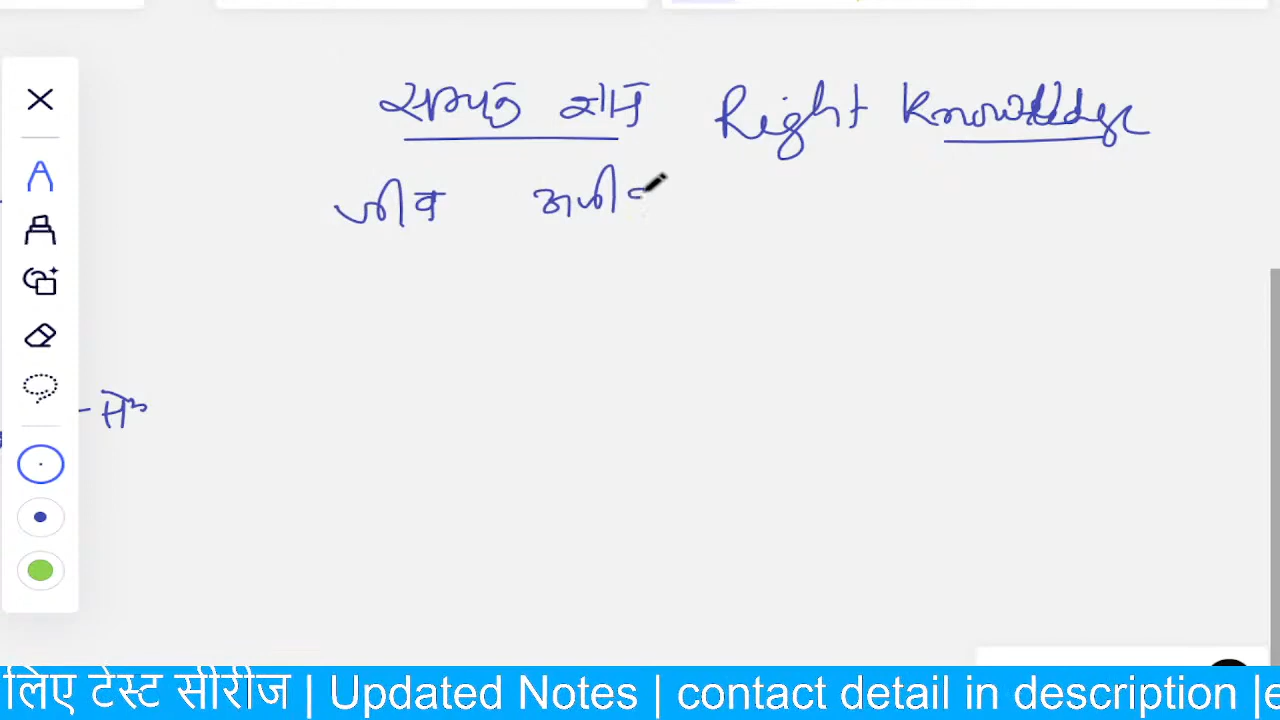 सम्यक ज्ञान Right Knowledge
जीव अजीव
लिए टेस्ट सीरीज | Updated Notes | contact detail in description |e